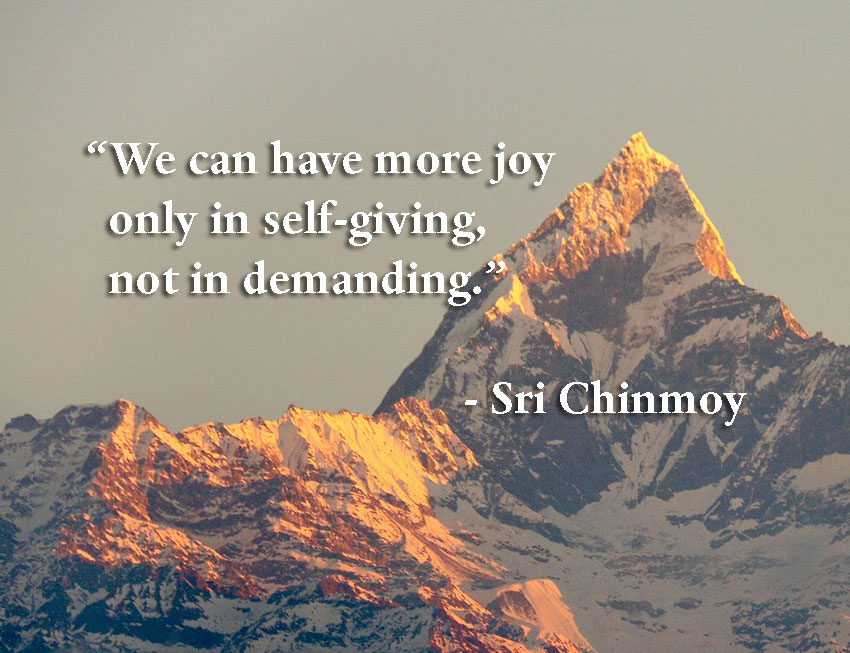 “We can have more joy
only in self-giving,
not in demanding.”
- Sri Chinmoy